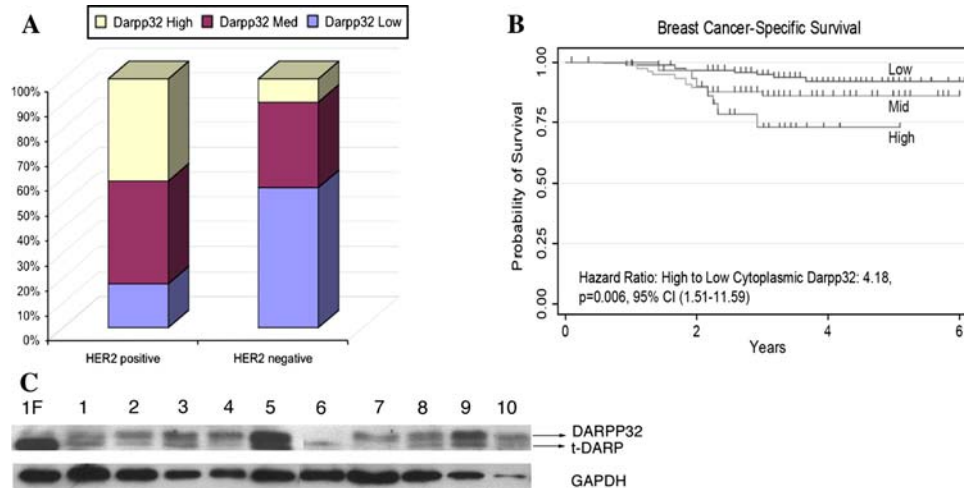 A
Darpp32 High Darpp32 Med Darpp32 Low
100%
90%
80%
70%
60%
50%
40%
30%
20%
10%
0%
HER2 positive HER2 negative
B
Breast Cancer-Specific Survival
Probability of Survival
1.00
0.75
0.50
0.25
0.00
Low
Mid
High
Hazard Ratio: High to Low Cytoplasmic Darpp32: 4.18,
p=0.006, 95% CI (1.51-11.59)
0 2 4 6
Years
C
1F 1 2 3 4 5 6 7 8 9 10
DARPP32
t-DARP
GAPDH